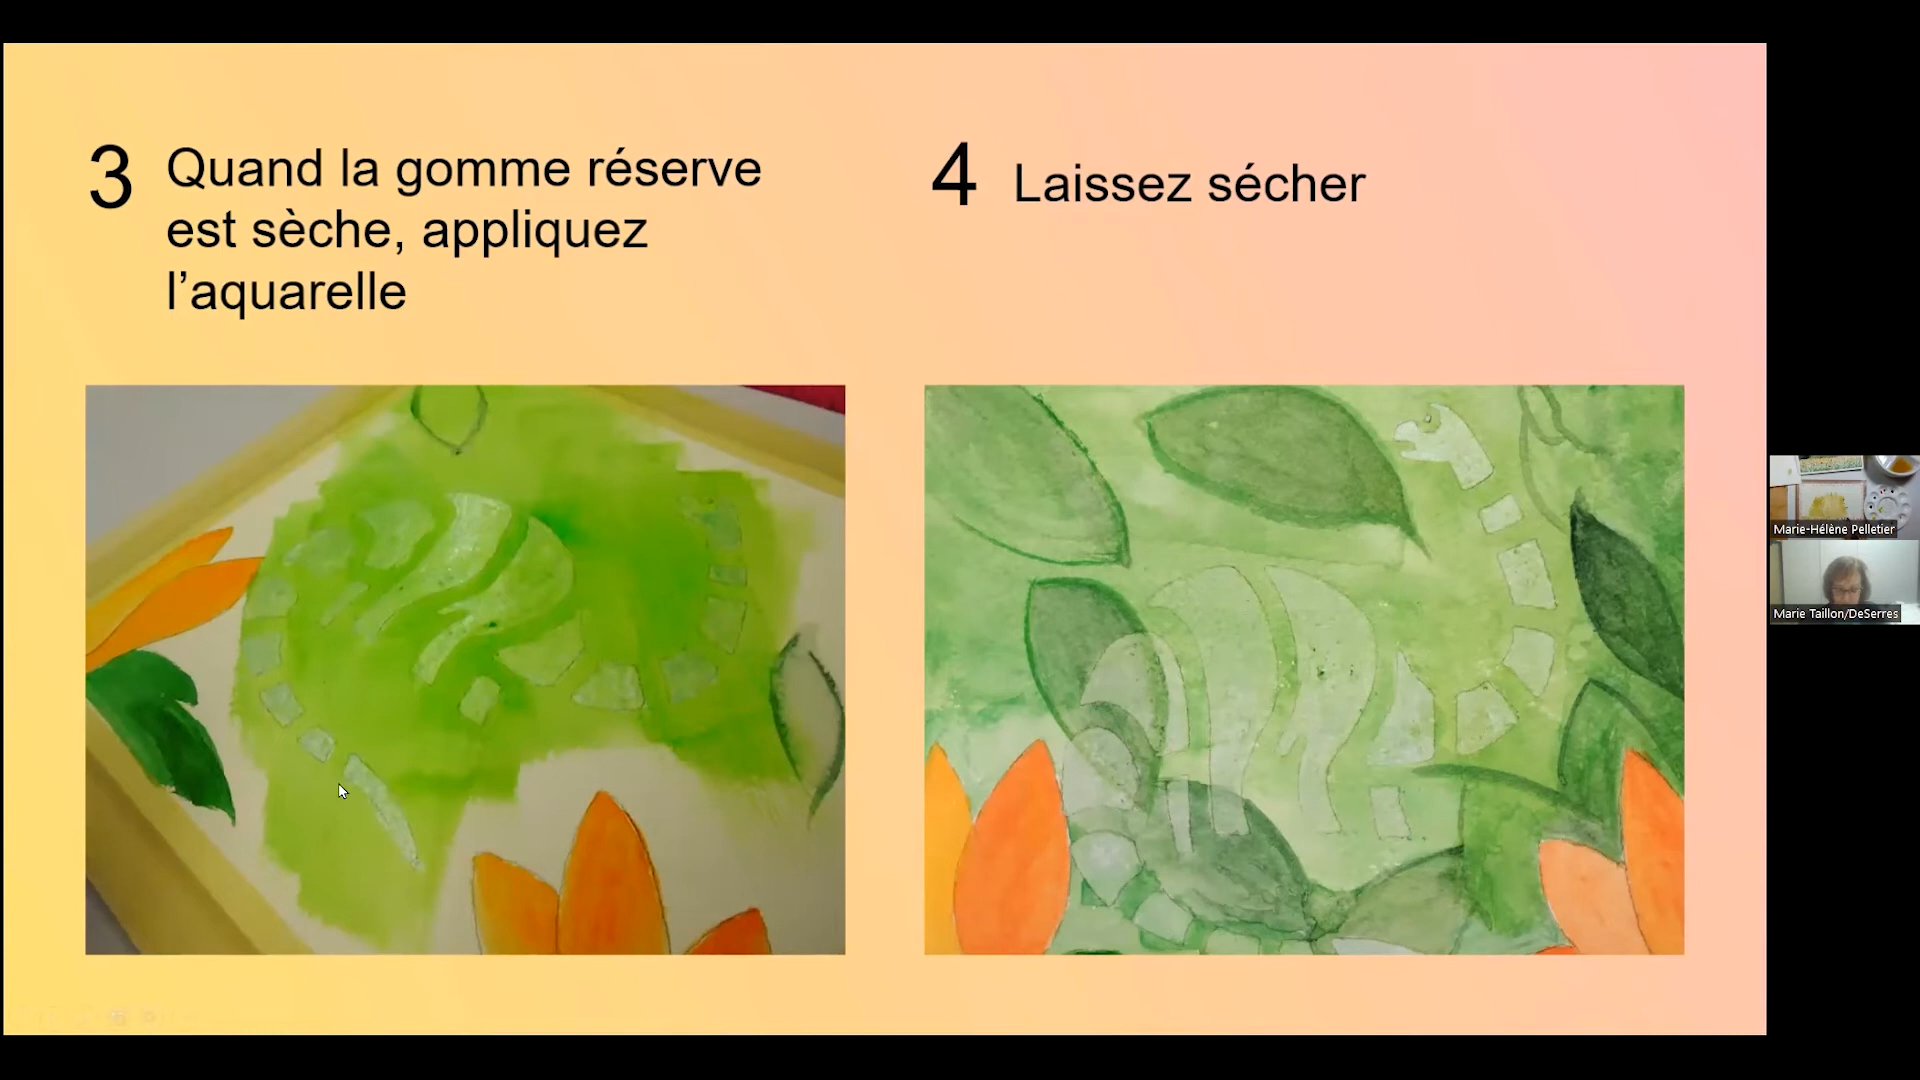 3 Quand la gomme réserve
est sèche, appliquez
l’aquarelle
4 Laissez sécher
Marie-Hélène Pelletier
Marie Taillon/DeSerres